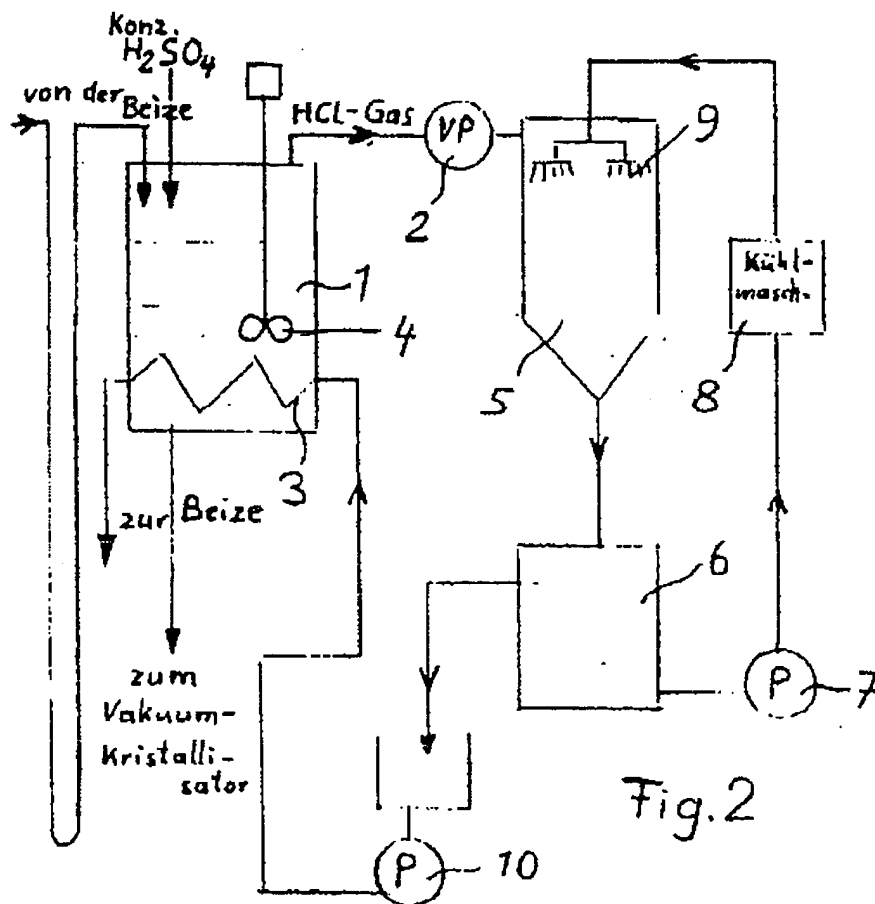 Konz.
H₂SO₄
von der Beize
HCl-Gas
VP
9
2
1
Kühl-
masch.
4
5
8
3
zur Beize
6
zum
Vakuum-
Kristalli-
sator
P
7
Fig. 2
P
10